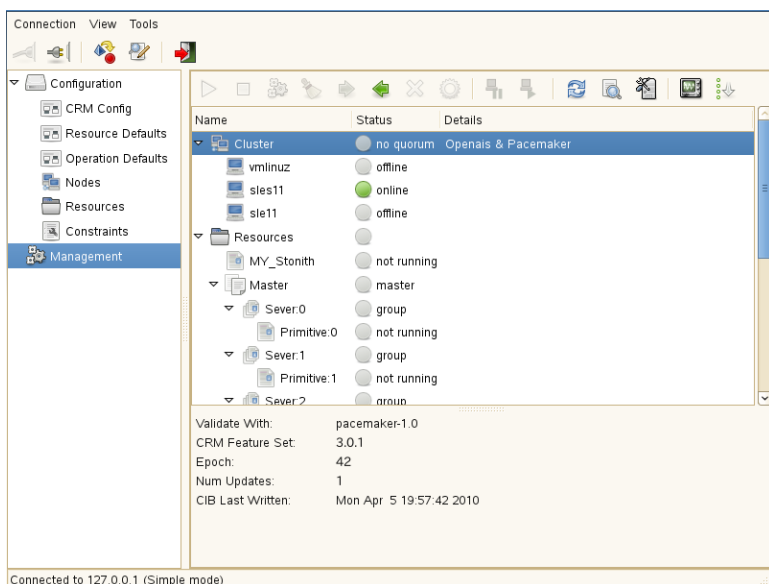 Connection View Tools
Configuration
CRM Config
Resource Defaults
Operation Defaults
Nodes
Resources
Constraints
Management
Name Status Details
Cluster no quorum Openais & Pacemaker
vmlinuz offline
sles11 online
sle11 offline
Resources
MY_Stonith not running
Master master
Sever:0 group
Primitive:0 not running
Sever:1 group
Primitive:1 not running
Sever:2 group
Validate With: pacemaker-1.0
CRM Feature Set: 3.0.1
Epoch: 42
Num Updates: 1
CIB Last Written: Mon Apr 5 19:57:42 2010
Connected to 127.0.0.1 (Simple mode)